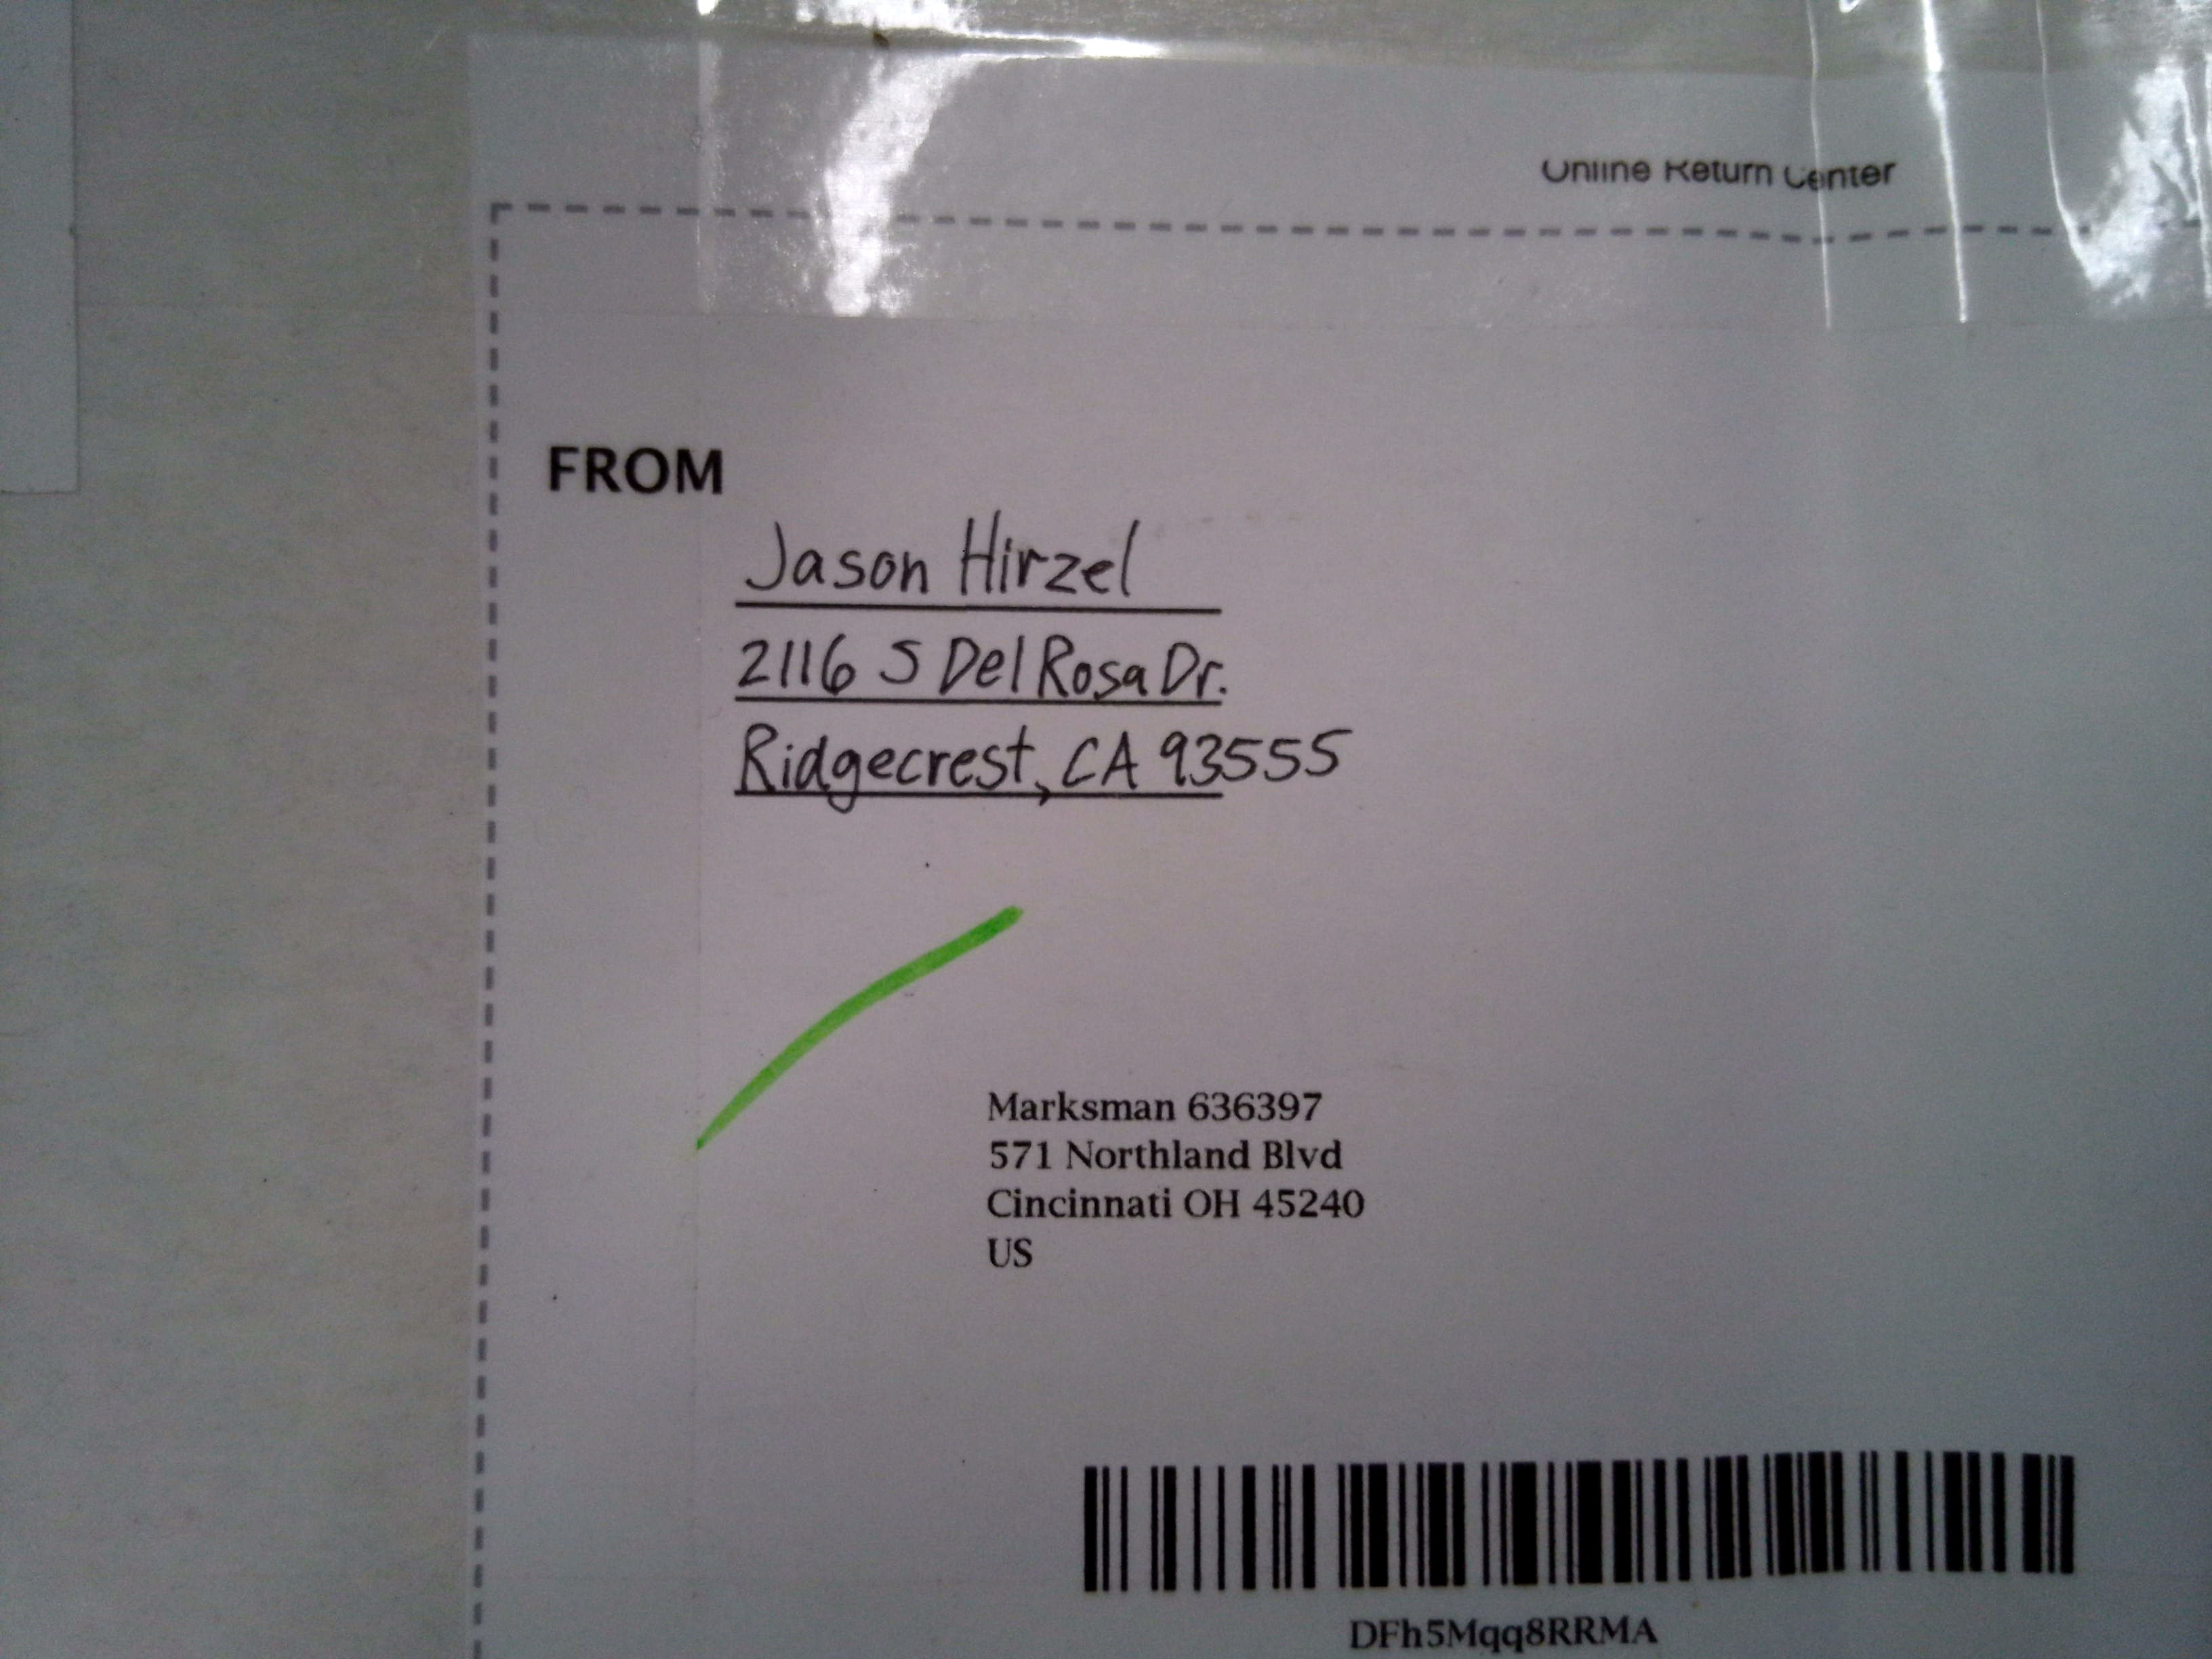 Online Return Center
FROM
Jason Hirzel
2116 S Del Rosa Dr.
Ridgecrest, CA 93555
Marksman 636397
571 Northland Blvd
Cincinnati OH 45240
US
DFh5Mqq8RRMA